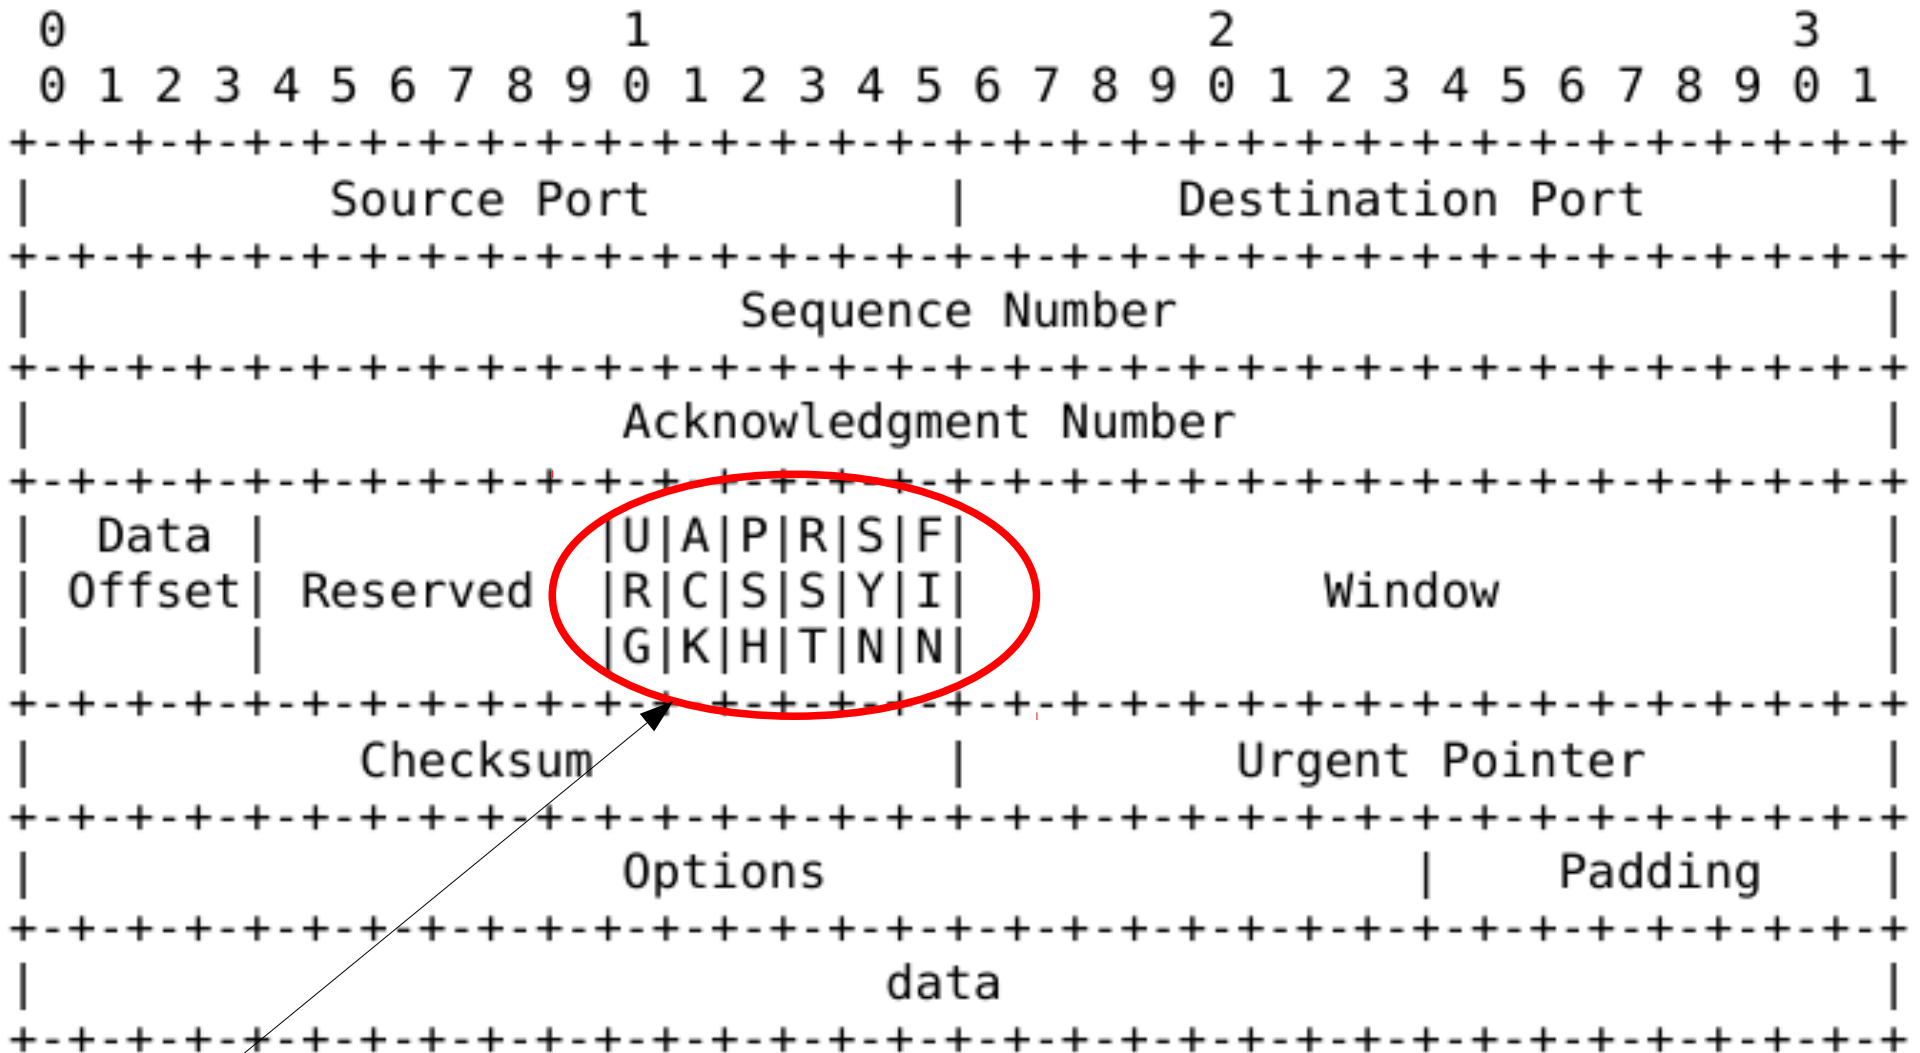 0                   1                   2                   3
 0 1 2 3 4 5 6 7 8 9 0 1 2 3 4 5 6 7 8 9 0 1 2 3 4 5 6 7 8 9 0 1
+-+-+-+-+-+-+-+-+-+-+-+-+-+-+-+-+-+-+-+-+-+-+-+-+-+-+-+-+-+-+-+-+
|          Source Port          |       Destination Port        |
+-+-+-+-+-+-+-+-+-+-+-+-+-+-+-+-+-+-+-+-+-+-+-+-+-+-+-+-+-+-+-+-+
|                        Sequence Number                        |
+-+-+-+-+-+-+-+-+-+-+-+-+-+-+-+-+-+-+-+-+-+-+-+-+-+-+-+-+-+-+-+-+
|                    Acknowledgment Number                      |
+-+-+-+-+-+-+-+-+-+-+-+-+-+-+-+-+-+-+-+-+-+-+-+-+-+-+-+-+-+-+-+-+
|  Data |           |U|A|P|R|S|F|                               |
| Offset| Reserved  |R|C|S|S|Y|I|            Window             |
|       |           |G|K|H|T|N|N|                               |
+-+-+-+-+-+-+-+-+-+-+-+-+-+-+-+-+-+-+-+-+-+-+-+-+-+-+-+-+-+-+-+-+
|           Checksum            |         Urgent Pointer        |
+-+-+-+-+-+-+-+-+-+-+-+-+-+-+-+-+-+-+-+-+-+-+-+-+-+-+-+-+-+-+-+-+
|                    Options                    |    Padding    |
+-+-+-+-+-+-+-+-+-+-+-+-+-+-+-+-+-+-+-+-+-+-+-+-+-+-+-+-+-+-+-+-+
|                             data                              |
+-+-+-+-+-+-+-+-+-+-+-+-+-+-+-+-+-+-+-+-+-+-+-+-+-+-+-+-+-+-+-+-+